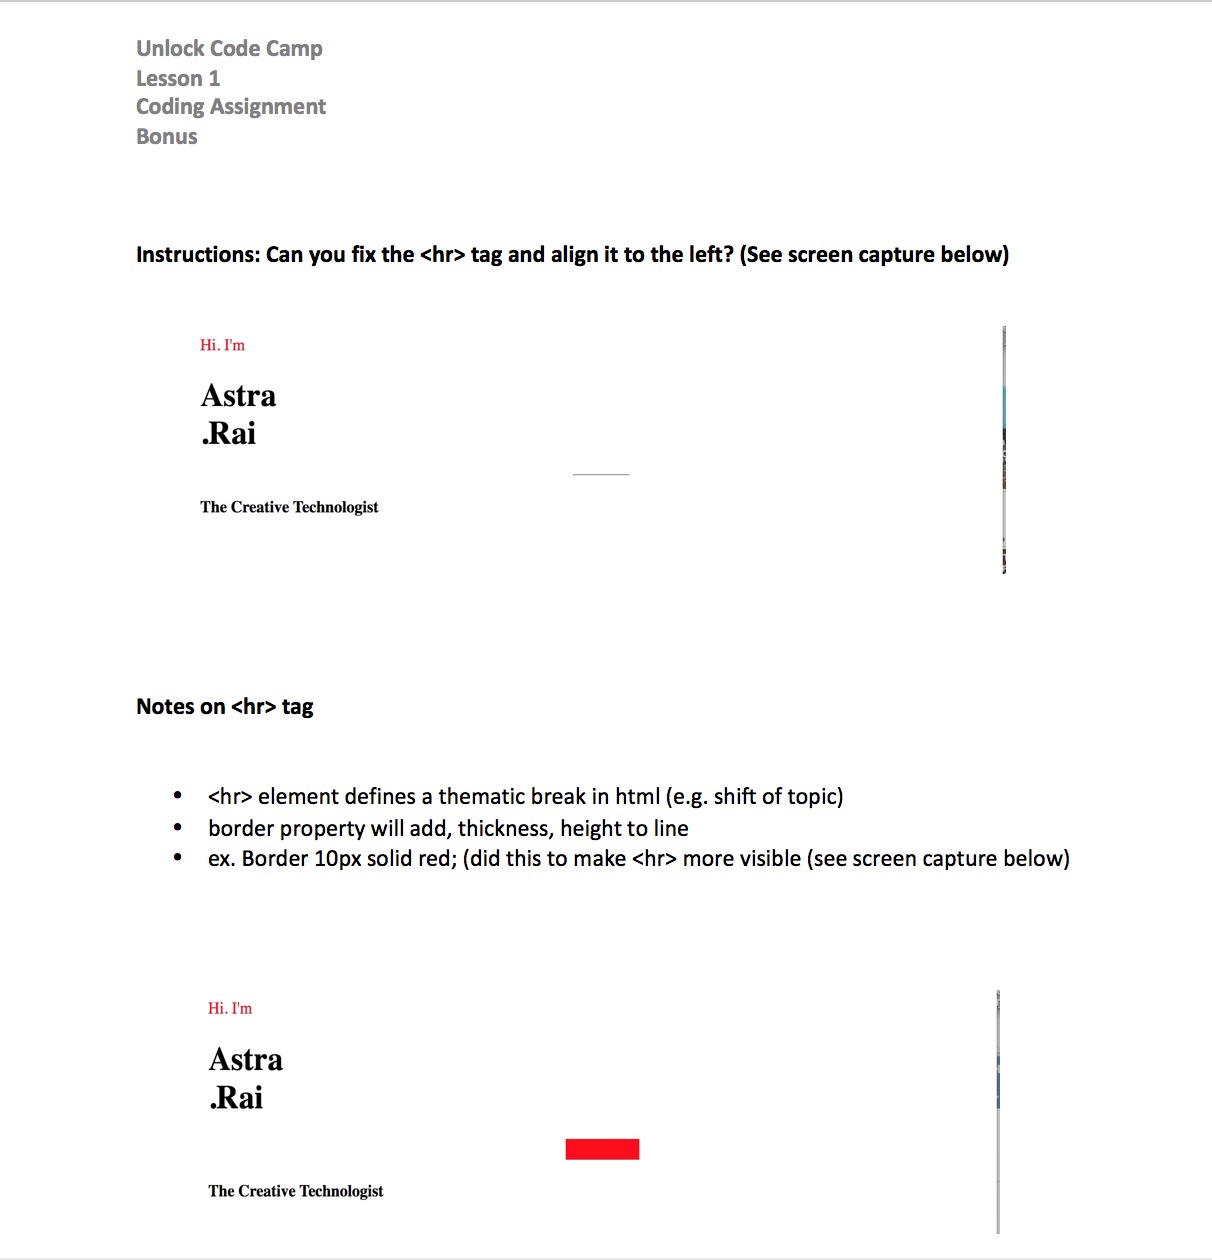 Unlock Code Camp
Lesson 1
Coding Assignment
Bonus
Instructions: Can you fix the <hr> tag and align it to the left? (See screen capture below)
Hi. I'm
Astra
.Rai
The Creative Technologist
Notes on <hr> tag
• <hr> element defines a thematic break in html (e.g. shift of topic)
• border property will add, thickness, height to line
• ex. Border 10px solid red; (did this to make <hr> more visible (see screen capture below)
Hi. I'm
Astra
.Rai
The Creative Technologist